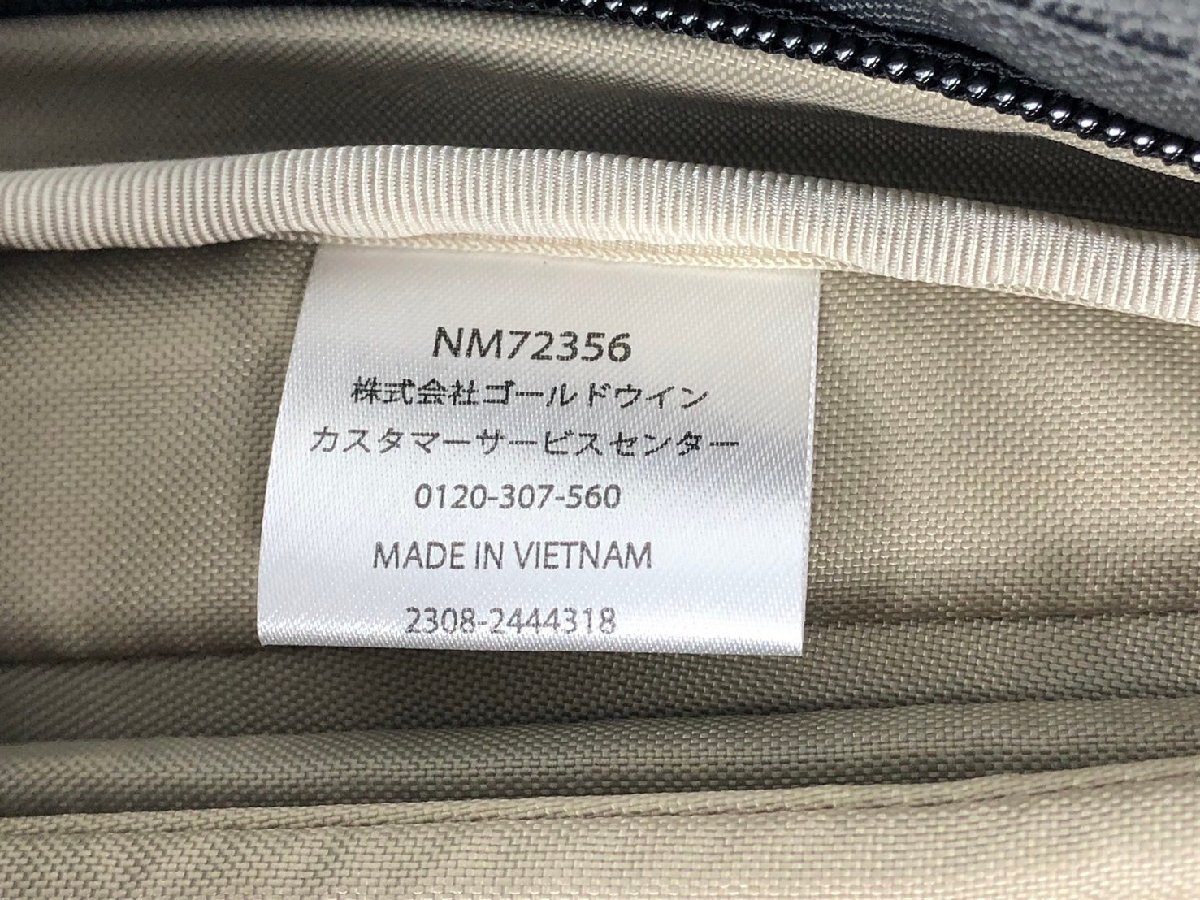 NM72356
株式会社ゴールドウイン
カスタマーサービスセンター
0120-307-560
MADE IN VIETNAM
2308-2444318